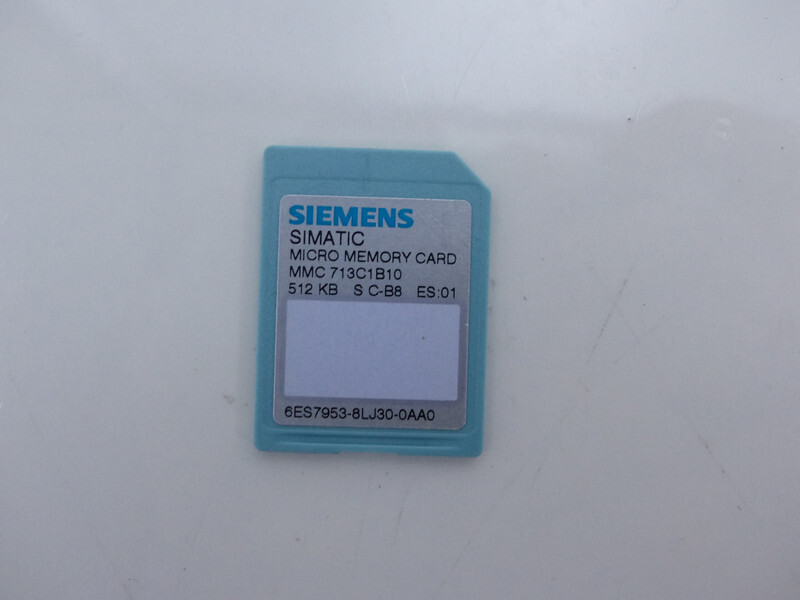 SIEMENS
SIMATIC
MICRO MEMORY CARD
MMC 713C1B10
512 KB S C-B8 ES:01
6ES7953-8LJ30-0AA0